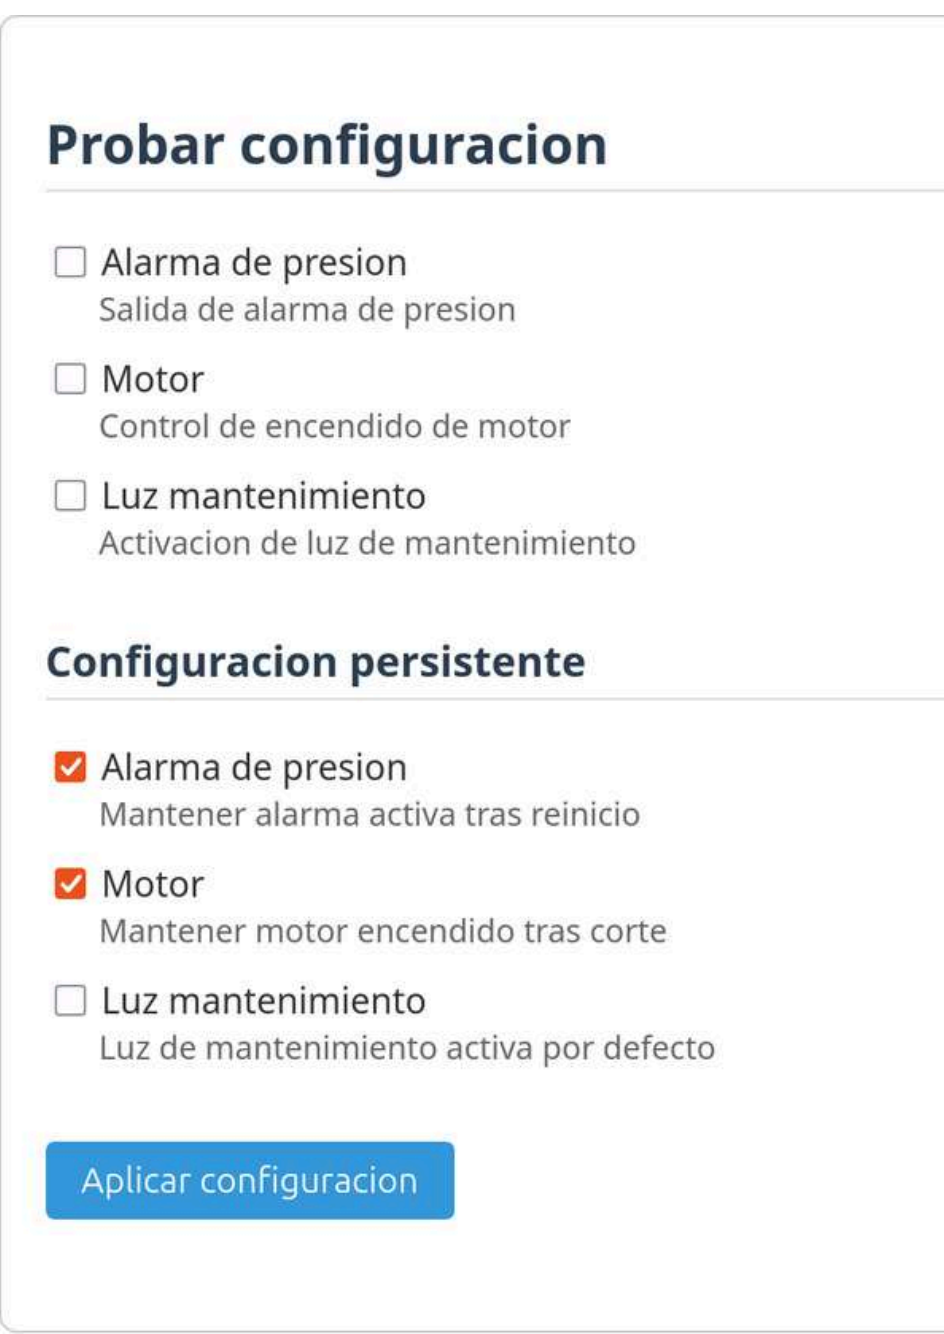 Probar configuracion
Alarma de presion
Salida de alarma de presion
Motor
Control de encendido de motor
Luz mantenimiento
Activacion de luz de mantenimiento
Configuracion persistente
Alarma de presion
Mantener alarma activa tras reinicio
Motor
Mantener motor encendido tras corte
Luz mantenimiento
Luz de mantenimiento activa por defecto
Aplicar configuracion